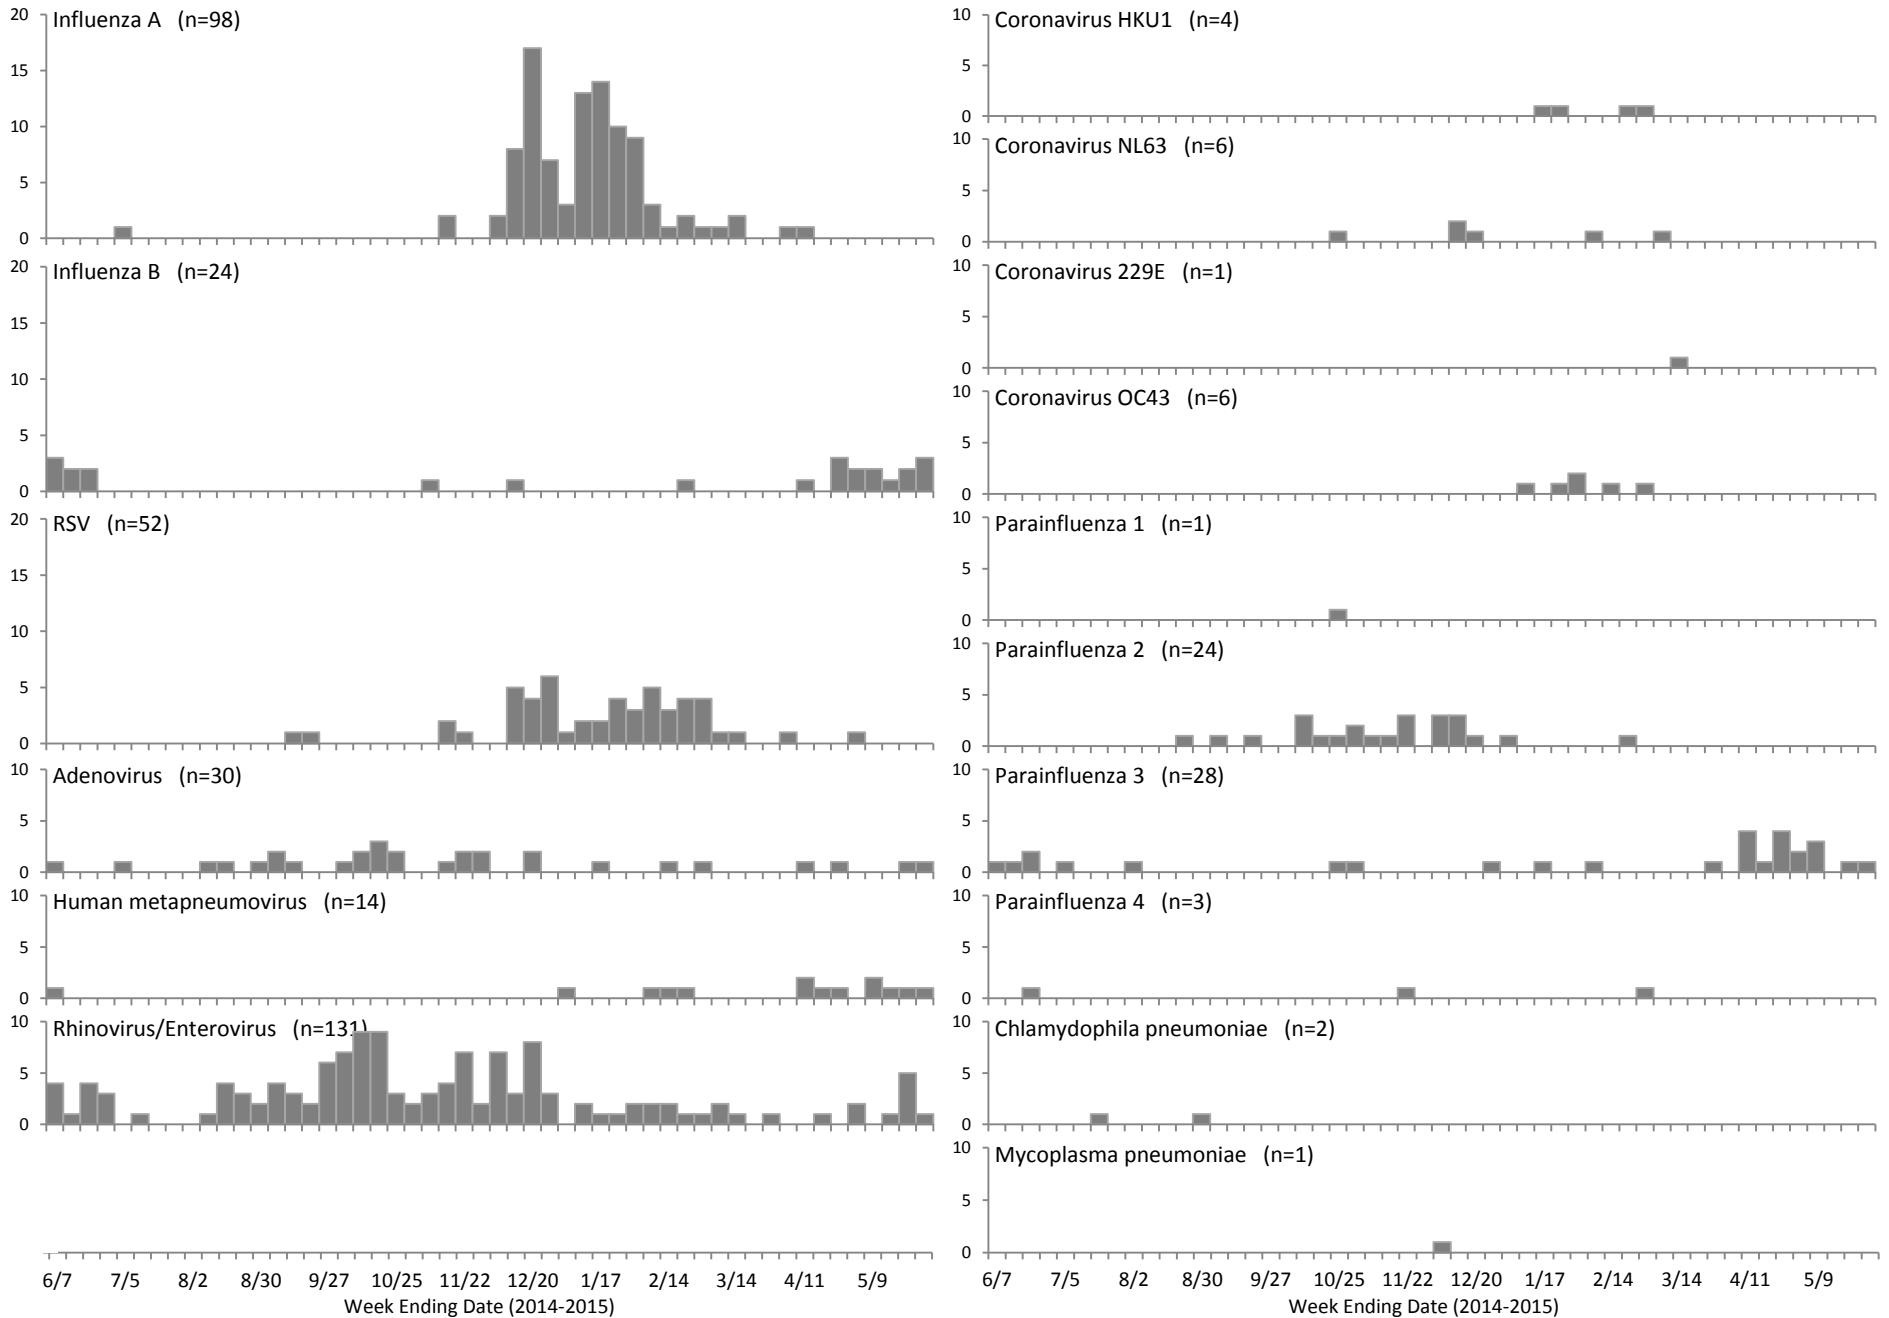 Influenza A (n=98)
20
15
10
5
0
Influenza B (n=24)
20
15
10
5
0
RSV (n=52)
20
15
10
5
0
Adenovirus (n=30)
10
5
0
Human metapneumovirus (n=14)
10
5
0
Rhinovirus/Enterovirus (n=131)
10
5
0
6/7 7/5 8/2 8/30 9/27 10/25 11/22 12/20 1/17 2/14 3/14 4/11 5/9
Week Ending Date (2014-2015)
Coronavirus HKU1 (n=4)
10
5
0
Coronavirus NL63 (n=6)
10
5
0
Coronavirus 229E (n=1)
10
5
0
Coronavirus OC43 (n=6)
10
5
0
Parainfluenza 1 (n=1)
10
5
0
Parainfluenza 2 (n=24)
10
5
0
Parainfluenza 3 (n=28)
10
5
0
Parainfluenza 4 (n=3)
10
5
0
Chlamydophila pneumoniae (n=2)
10
5
0
Mycoplasma pneumoniae (n=1)
10
5
0
6/7 7/5 8/2 8/30 9/27 10/25 11/22 12/20 1/17 2/14 3/14 4/11 5/9
Week Ending Date (2014-2015)